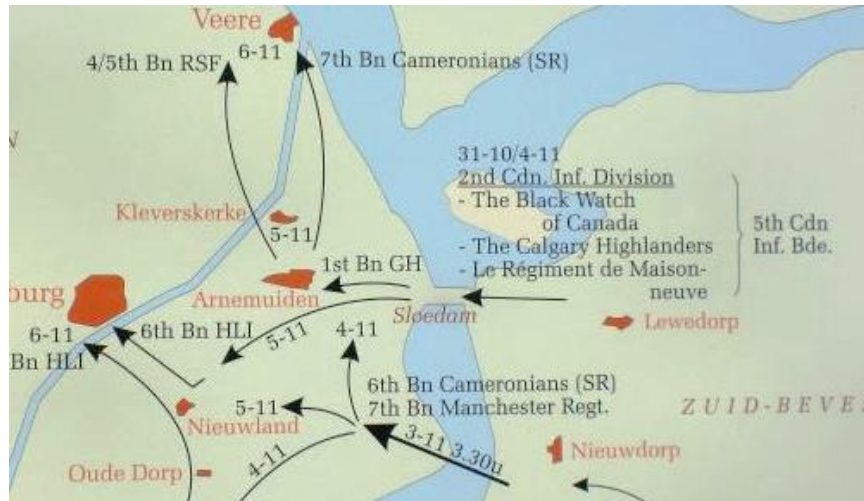 Veere
6-11
4/5th Bn RSF
7th Bn Cameronians (SR)
31-10/4-11
2nd Cdn. Inf. Division
- The Black Watch
of Canada
- The Calgary Highlanders
- Le Régiment de Maison-
neuve
5th Cdn
Inf. Bde.
Kleverskerke
5-11
1st Bn GH
Arnemuiden
burg
6-11
Bn HLI
6th Bn HLI
5-11
Sloedam
4-11
Lewedorp
6th Bn Cameronians (SR)
7th Bn Manchester Regt.
5-11
Nieuwland
3-11 3.30u
ZUID-BEVE
Nieuwdorp
Oude Dorp
4-11